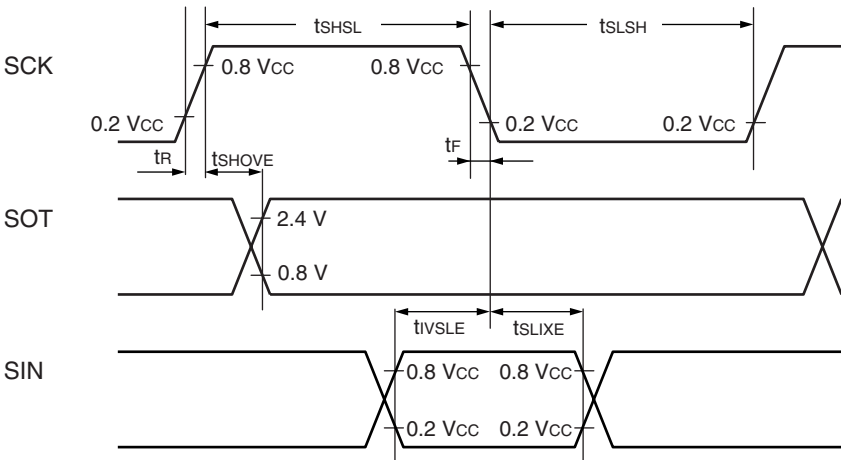 tSHSL tSLSH
SCK 0.8 VCC 0.8 VCC
0.2 VCC 0.2 VCC 0.2 VCC
tR tSHOVE tF
SOT 2.4 V
0.8 V
tIVSLE tSLIXE
SIN 0.8 VCC 0.8 VCC
0.2 VCC 0.2 VCC